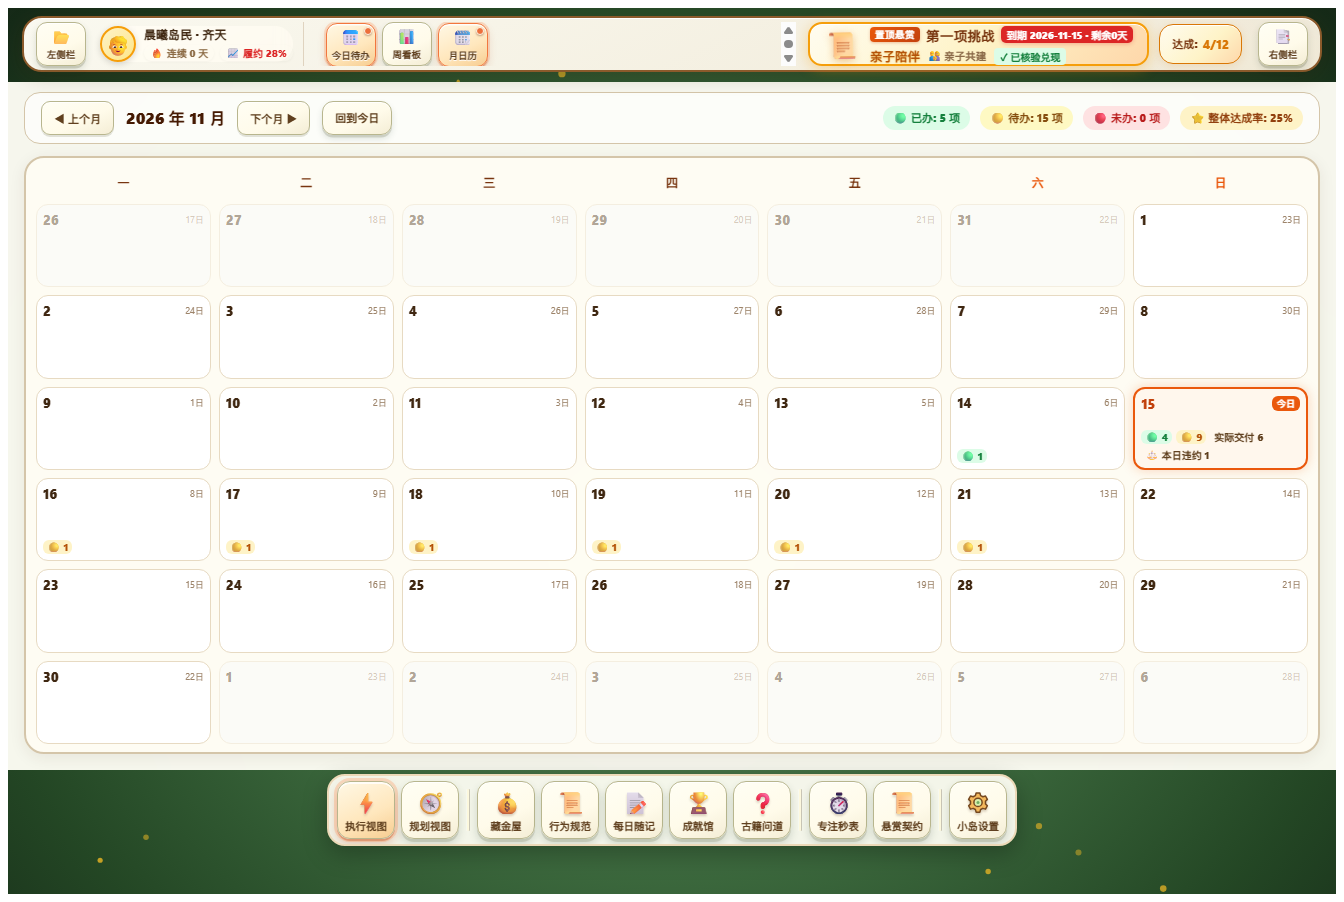 左侧栏
晨曦岛民 · 齐天
连续 0 天
履约 28%
今日待办
周看板
月日历
置顶悬赏 第一项挑战 到期 2026-11-15 · 剩余0天
亲子陪伴 亲子共建 ✓ 已核验兑现
达成: 4/12
右侧栏
◀ 上个月
2026 年 11 月
下个月 ▶
回到今日
已办: 5 项
待办: 15 项
未办: 0 项
整体达成率: 25%
一 二 三 四 五 六 日
26 17日 27 18日 28 19日 29 20日 30 21日 31 22日 1 23日
2 24日 3 25日 4 26日 5 27日 6 28日 7 29日 8 30日
9 1日 10 2日 11 3日 12 4日 13 5日 14 6日 15 今日
4 9 实际交付 6
1 本日违约 1
16 8日 17 9日 18 10日 19 11日 20 12日 21 13日 22 14日
1 1 1 1 1 1
23 15日 24 16日 25 17日 26 18日 27 19日 28 20日 29 21日
30 22日 1 23日 2 24日 3 25日 4 26日 5 27日 6 28日
执行视图
规划视图
藏金屋
行为规范
每日随记
成就馆
古籍问道
专注秒表
悬赏契约
小岛设置